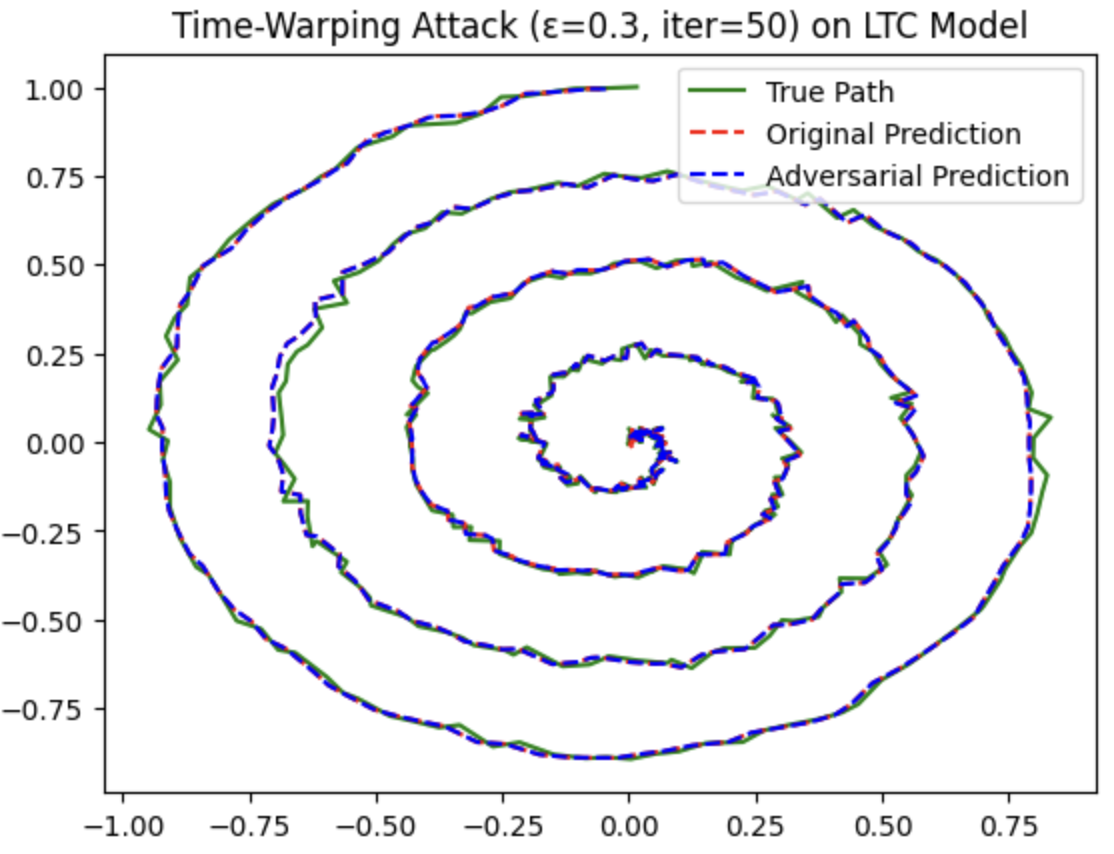 Time-Warping Attack (ε=0.3, iter=50) on LTC Model
True Path
Original Prediction
Adversarial Prediction
1.00
0.75
0.50
0.25
0.00
−0.25
−0.50
−0.75
−1.00 −0.75 −0.50 −0.25 0.00 0.25 0.50 0.75